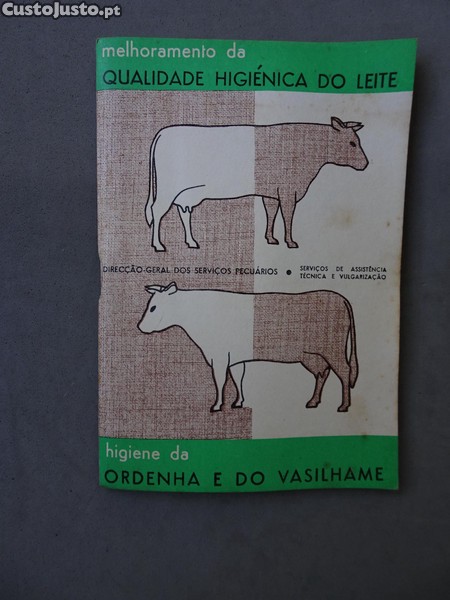 CustoJusto.pt
melhoramento da
QUALIDADE HIGIÉNICA DO LEITE
DIRECÇÃO-GERAL DOS SERVIÇOS PECUÁRIOS • SERVIÇOS DE ASSISTÊNCIA
TÉCNICA E VULGARIZAÇÃO
higiene da
ORDENHA E DO VASILHAME